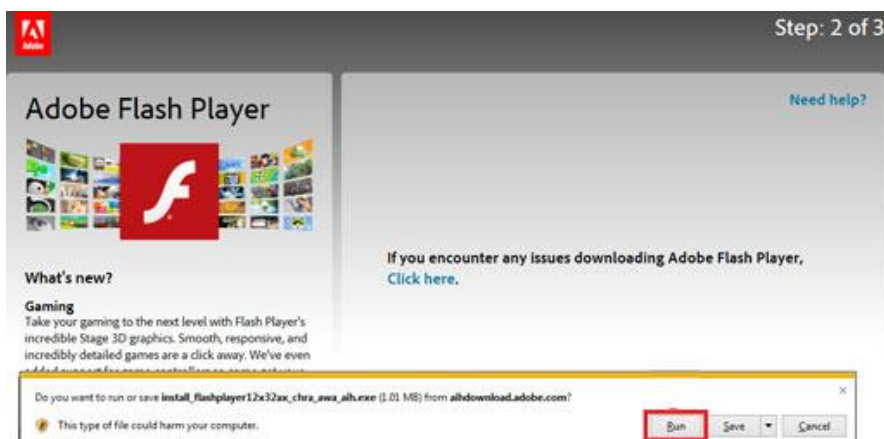 Adobe
Step: 2 of 3
Adobe Flash Player
Need help?
If you encounter any issues downloading Adobe Flash Player,
Click here.
What's new?
Gaming
Take your gaming to the next level with Flash Player's
incredible Stage 3D graphics. Smooth, responsive, and
incredibly detailed games are a click away. We've even
Do you want to run or save install_flashplayer12x32ax_chra_awa_aih.exe (1.01 MB) from aihdownload.adobe.com?
This type of file could harm your computer.
Run
Save
Cancel